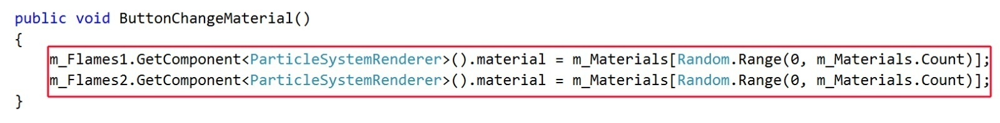 public void ButtonChangeMaterial()
{
m_Flames1.GetComponent<ParticleSystemRenderer>().material = m_Materials[Random.Range(0, m_Materials.Count)];
m_Flames2.GetComponent<ParticleSystemRenderer>().material = m_Materials[Random.Range(0, m_Materials.Count)];
}